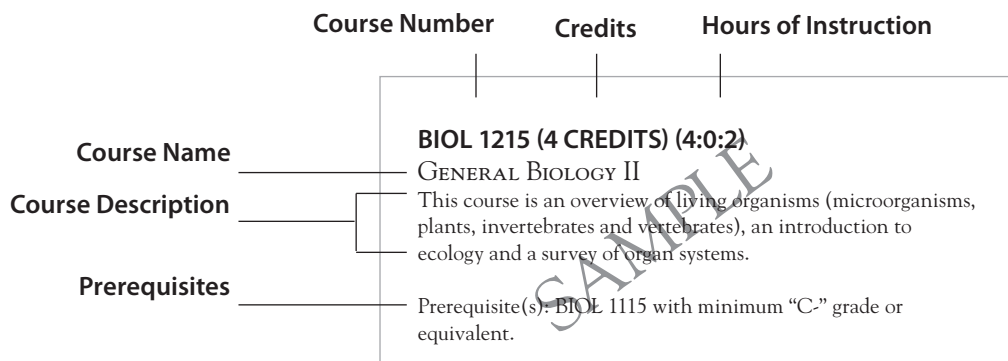 Course Number Credits Hours of Instruction
BIOL 1215 (4 CREDITS) (4:0:2)
Course Name
GENERAL BIOLOGY II
Course Description
This course is an overview of living organisms (microorganisms,
plants, invertebrates and vertebrates), an introduction to
ecology and a survey of organ systems.
Prerequisites
Prerequisite(s): BIOL 1115 with minimum “C-” grade or
equivalent.
SAMPLE